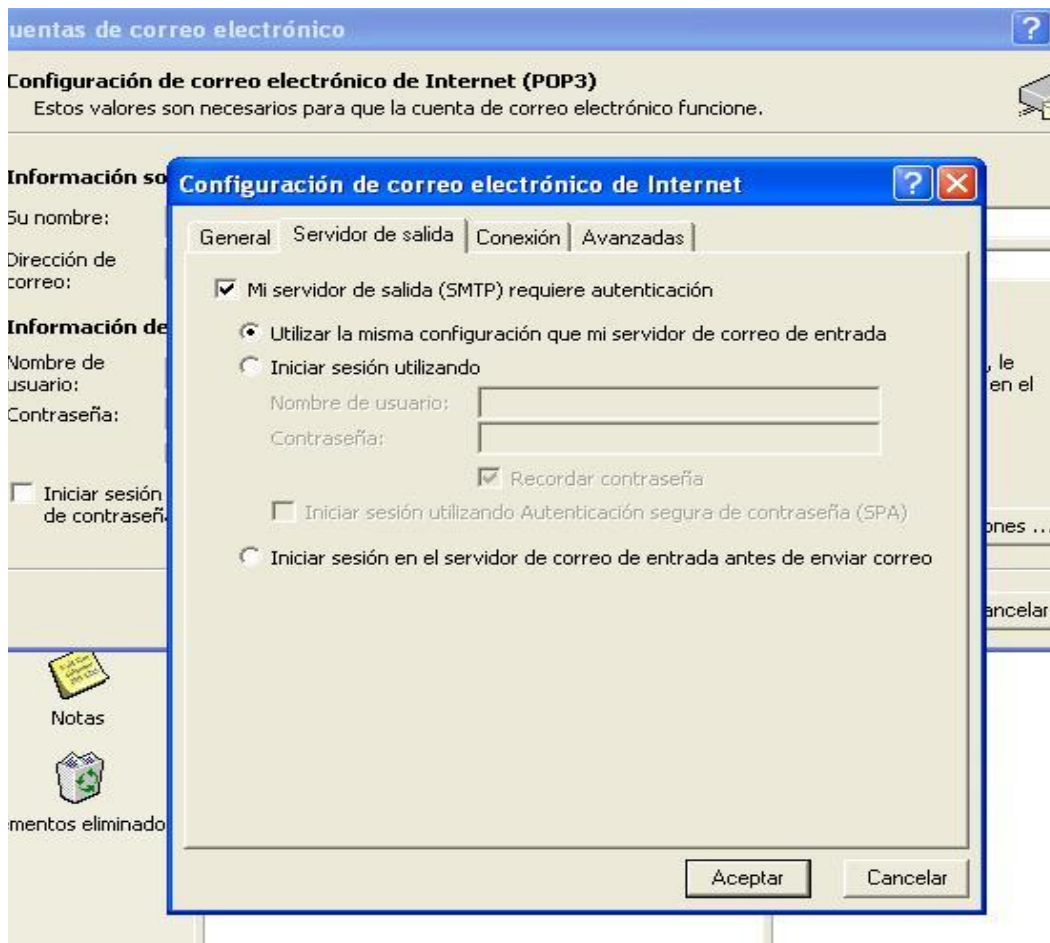 uentas de correo electrónico
Configuración de correo electrónico de Internet (POP3)
Estos valores son necesarios para que la cuenta de correo electrónico funcione.
Información so
Su nombre:
Dirección de
correo:
Información de
Nombre de
usuario:
Contraseña:
Iniciar sesión
de contraseñ
, le
en el
ones ...
ancelar
Configuración de correo electrónico de Internet
General
Servidor de salida
Conexión
Avanzadas
Mi servidor de salida (SMTP) requiere autenticación
Utilizar la misma configuración que mi servidor de correo de entrada
Iniciar sesión utilizando
Nombre de usuario:
Contraseña:
Recordar contraseña
Iniciar sesión utilizando Autenticación segura de contraseña (SPA)
Iniciar sesión en el servidor de correo de entrada antes de enviar correo
Aceptar
Cancelar
Notas
ementos eliminado